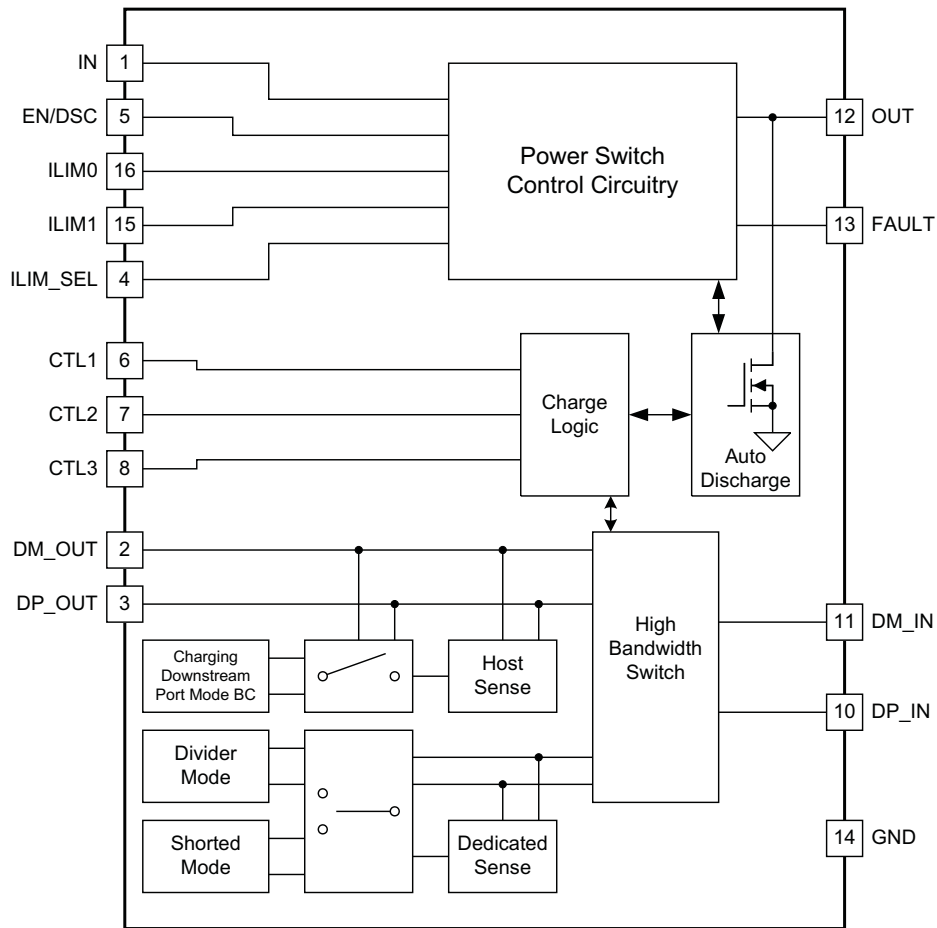 IN 1
EN/DSC 5
ILIM0 16
ILIM1 15
ILIM_SEL 4
CTL1 6
CTL2 7
CTL3 8
DM_OUT 2
DP_OUT 3
Power Switch
Control Circuitry
12 OUT
13 FAULT
Charge
Logic
Auto
Discharge
High
Bandwidth
Switch
11 DM_IN
10 DP_IN
14 GND
Charging
Downstream
Port Mode BC
Host
Sense
Divider
Mode
Shorted
Mode
Dedicated
Sense